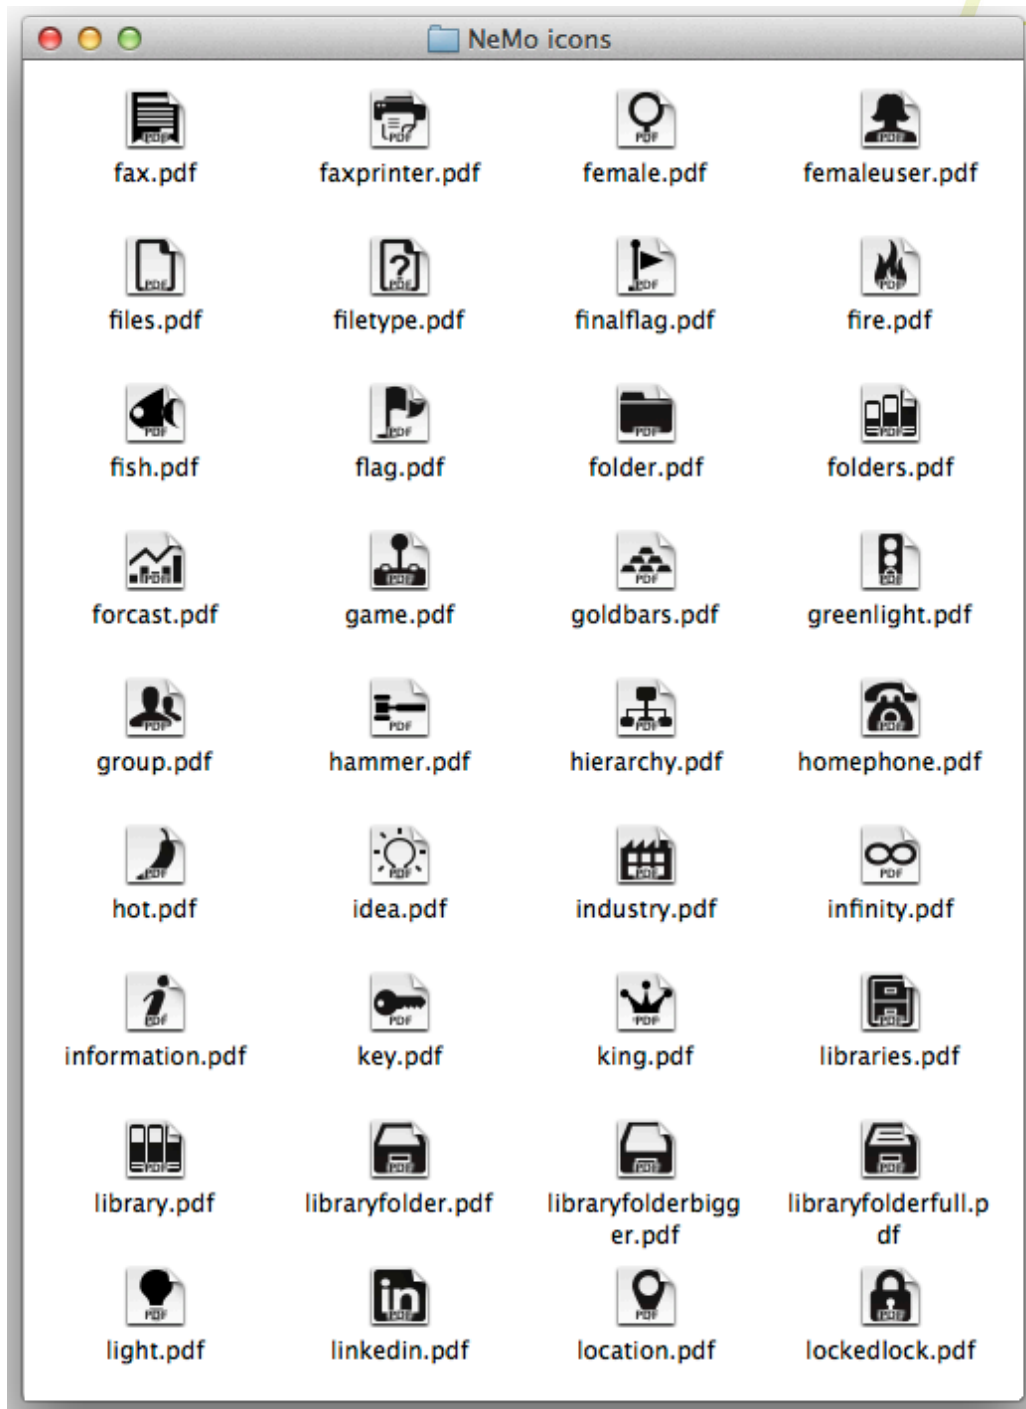 NeMo icons
fax.pdf faxprinter.pdf female.pdf femaleuser.pdf
files.pdf filetype.pdf finalflag.pdf fire.pdf
fish.pdf flag.pdf folder.pdf folders.pdf
forcast.pdf game.pdf goldbars.pdf greenlight.pdf
group.pdf hammer.pdf hierarchy.pdf homephone.pdf
hot.pdf idea.pdf industry.pdf infinity.pdf
information.pdf key.pdf king.pdf libraries.pdf
library.pdf libraryfolder.pdf libraryfolderbigg libraryfolderfull.p
er.pdf df
light.pdf linkedin.pdf location.pdf lockedlock.pdf